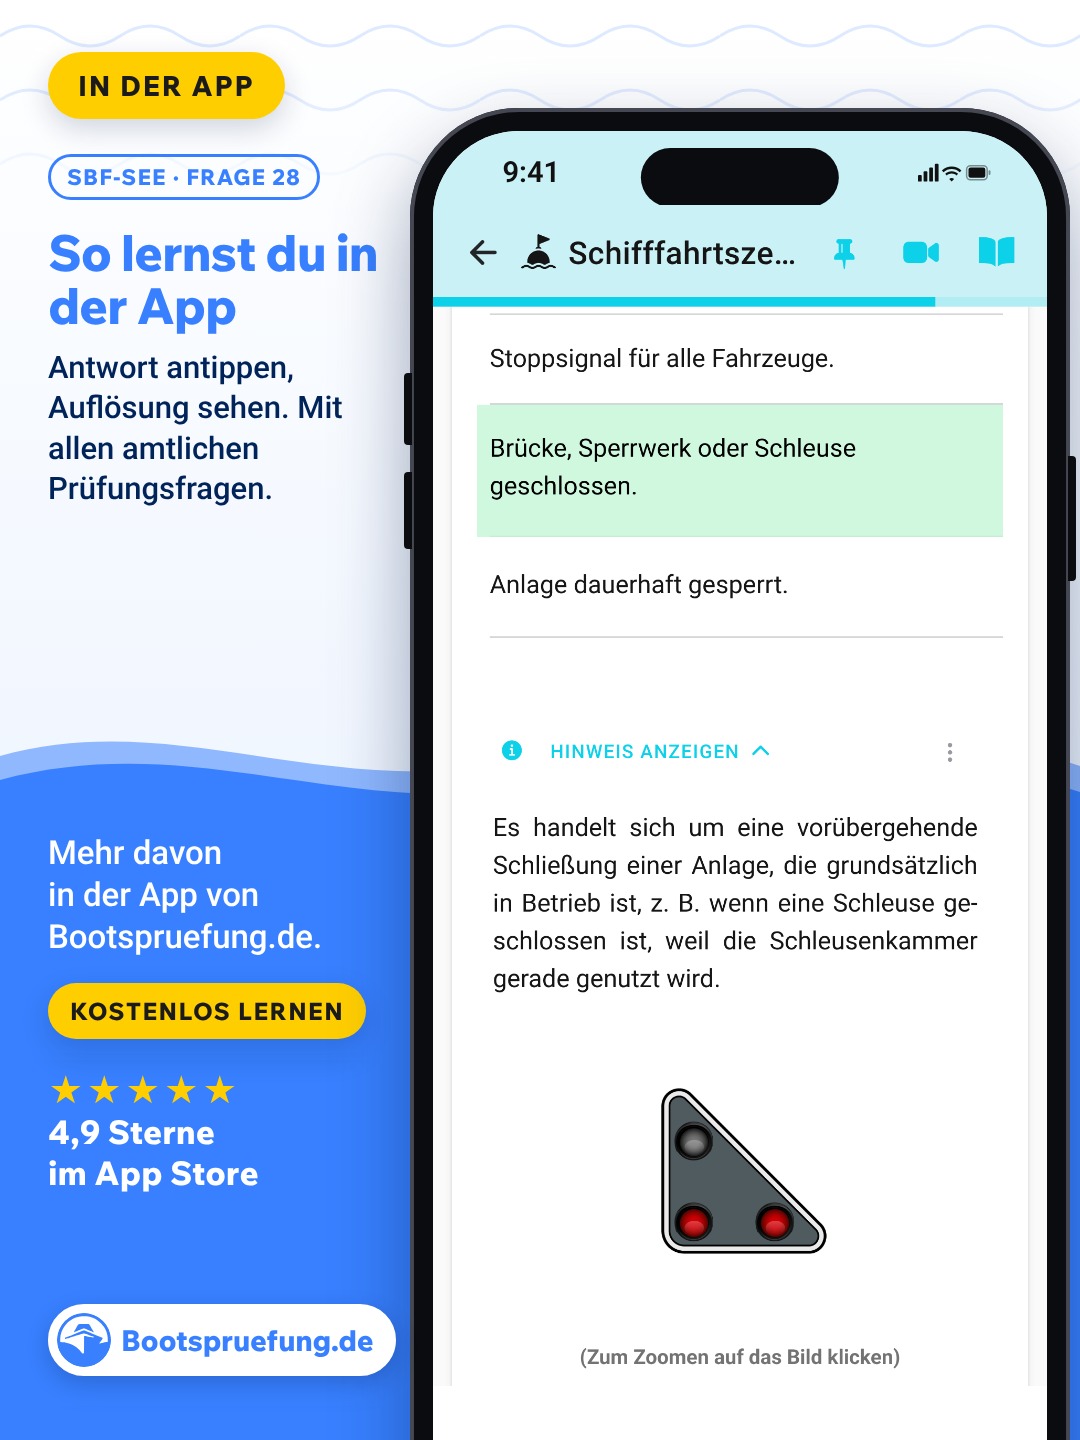 IN DER APP
SBF-SEE · FRAGE 28
So lernst du in
der App
Antwort antippen,
Auflösung sehen. Mit
allen amtlichen
Prüfungsfragen.
Mehr davon
in der App von
Bootspruefung.de.
KOSTENLOS LERNEN
★★★★★
4,9 Sterne
im App Store
Bootspruefung.de
9:41
Schifffahrtsze...
Stoppsignal für alle Fahrzeuge.
Brücke, Sperrwerk oder Schleuse
geschlossen.
Anlage dauerhaft gesperrt.
HINWEIS ANZEIGEN
Es handelt sich um eine vorübergehende
Schließung einer Anlage, die grundsätzlich
in Betrieb ist, z. B. wenn eine Schleuse ge-
schlossen ist, weil die Schleusenkammer
gerade genutzt wird.
(Zum Zoomen auf das Bild klicken)